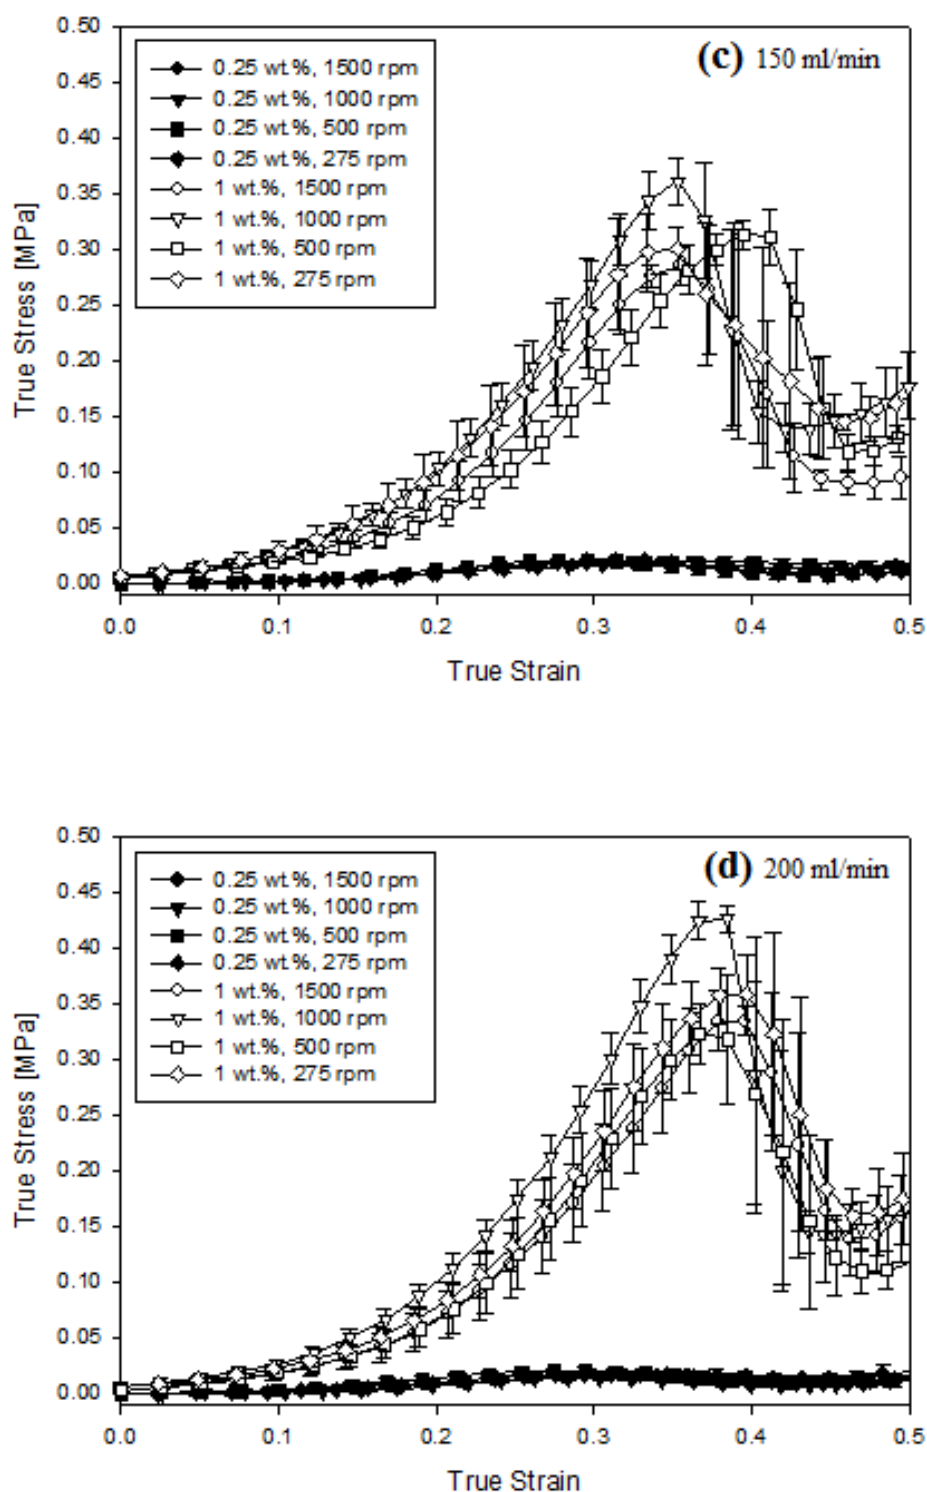 (c) 150 ml/min
0.50
0.45
0.40
0.35
0.30
0.25
0.20
0.15
0.10
0.05
0.00
True Stress [MPa]
0.25 wt.%, 1500 rpm
0.25 wt.%, 1000 rpm
0.25 wt.%, 500 rpm
0.25 wt.%, 275 rpm
1 wt.%, 1500 rpm
1 wt.%, 1000 rpm
1 wt.%, 500 rpm
1 wt.%, 275 rpm
0.0 0.1 0.2 0.3 0.4 0.5
True Strain
(d) 200 ml/min
0.50
0.45
0.40
0.35
0.30
0.25
0.20
0.15
0.10
0.05
0.00
True Stress [MPa]
0.25 wt.%, 1500 rpm
0.25 wt.%, 1000 rpm
0.25 wt.%, 500 rpm
0.25 wt.%, 275 rpm
1 wt.%, 1500 rpm
1 wt.%, 1000 rpm
1 wt.%, 500 rpm
1 wt.%, 275 rpm
0.0 0.1 0.2 0.3 0.4 0.5
True Strain